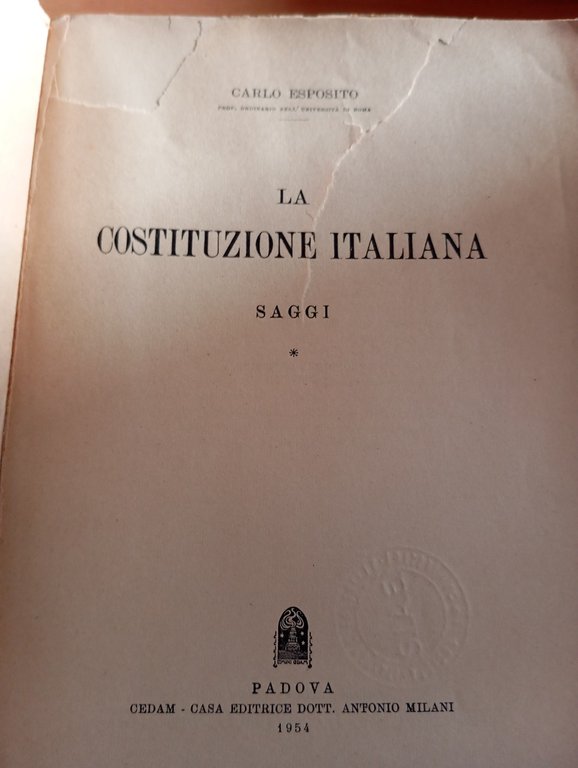 CARLO ESPOSITO
PROF. ORDINARIO NELL'UNIVERSITÀ DI ROMA
LA
COSTITUZIONE ITALIANA
SAGGI
*
PADOVA
CEDAM - CASA EDITRICE DOTT. ANTONIO MILANI
1954